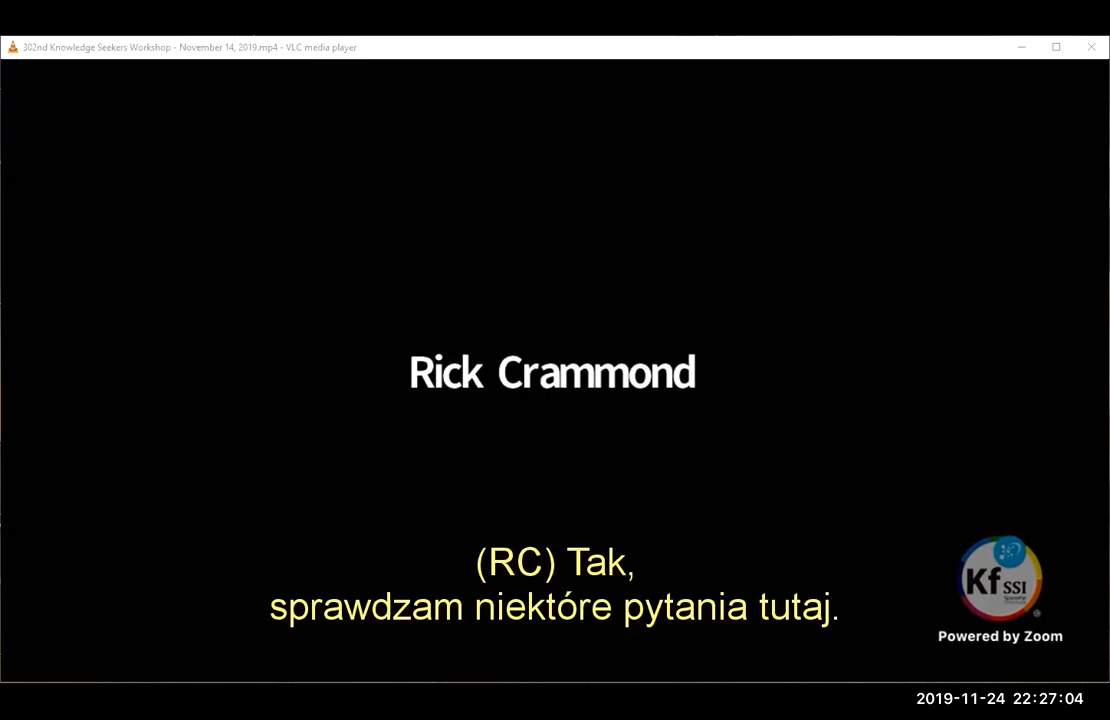 302nd Knowledge Seekers Workshop - November 14, 2019.mp4 - VLC media player
Rick Crammond
(RC) Tak,
sprawdzam niektóre pytania tutaj.
Kf SSI
Powered by Zoom
2019-11-24 22:27:04